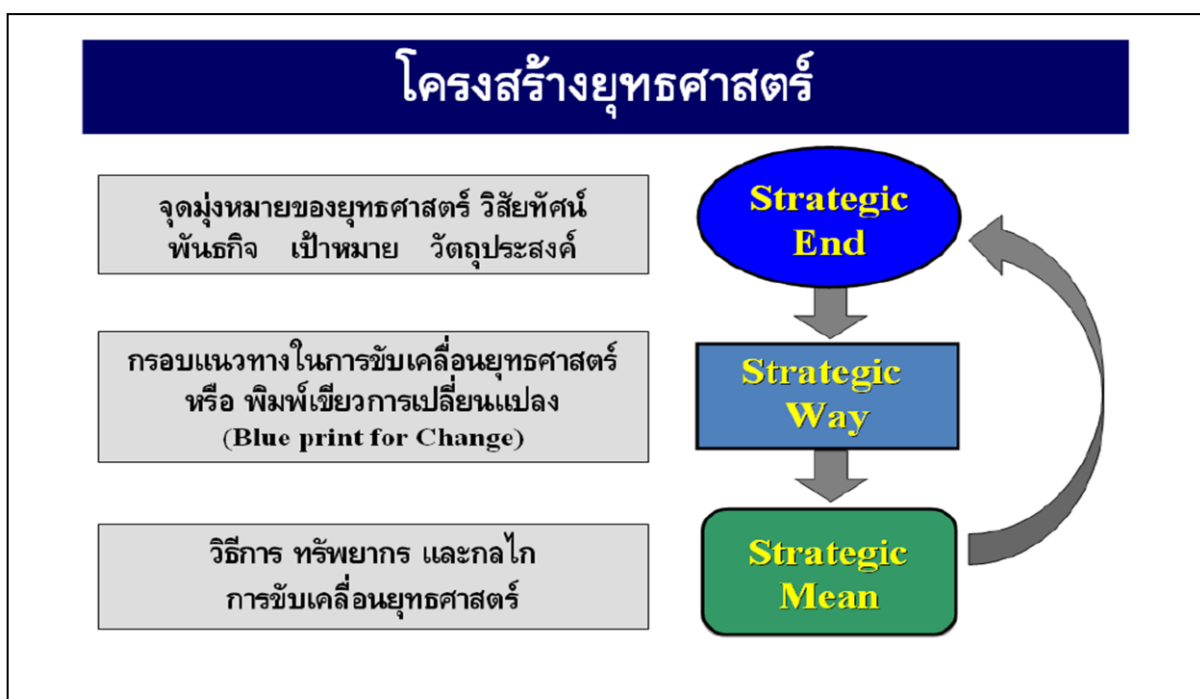 โครงสร้างยุทธศาสตร์
จุดมุ่งหมายของยุทธศาสตร์ วิสัยทัศน์
พันธกิจ เป้าหมาย วัตถุประสงค์
Strategic
End
กรอบแนวทางในการขับเคลื่อนยุทธศาสตร์
หรือ พิมพ์เขียวการเปลี่ยนแปลง
(Blue print for Change)
Strategic
Way
วิธีการ ทรัพยากร และกลไก
การขับเคลื่อนยุทธศาสตร์
Strategic
Mean